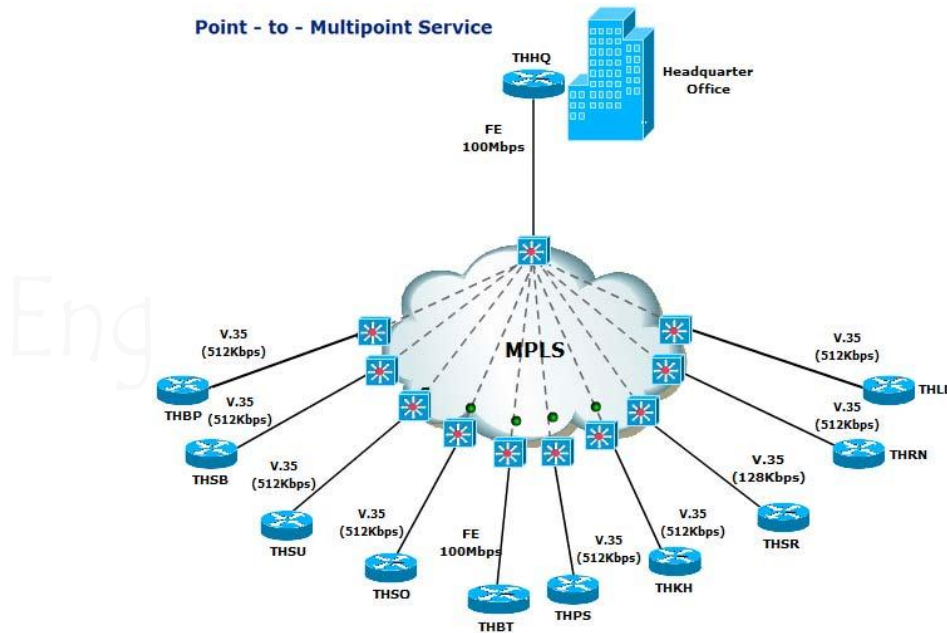 Point - to - Multipoint Service
THHQ
Headquarter
Office
FE
100Mbps
Eng
MPLS
V.35
(512Kbps)
THBP
V.35
(512Kbps)
THSB
V.35
(512Kbps)
THSU
V.35
(512Kbps)
THSO
FE
100Mbps
THBT
V.35
(512Kbps)
THPS
V.35
(512Kbps)
THKH
V.35
(128Kbps)
THSR
V.35
(512Kbps)
THRN
V.35
(512Kbps)